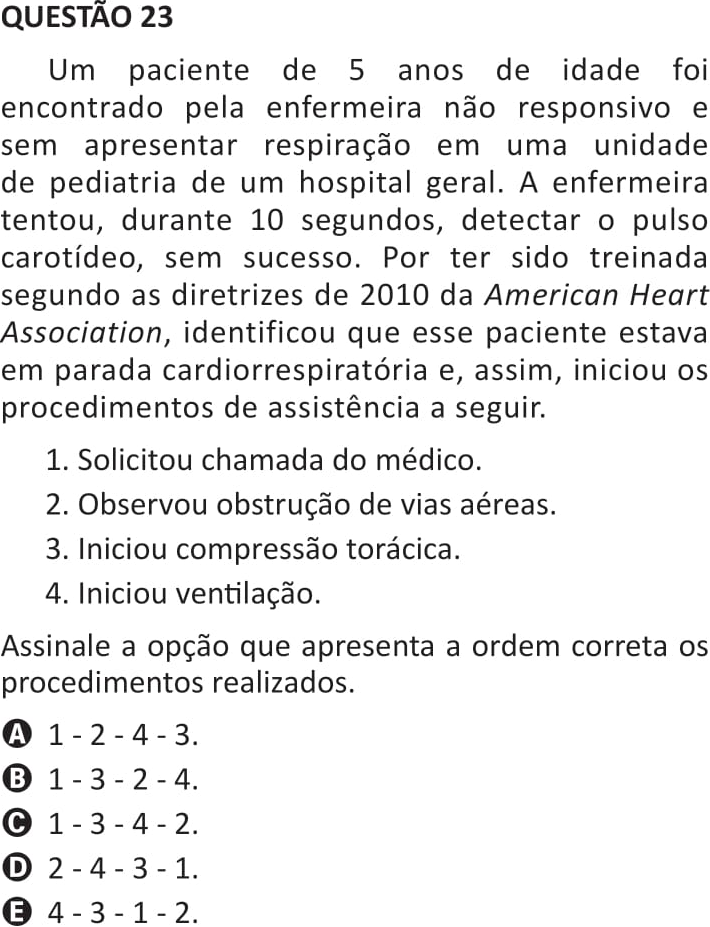 QUESTÃO 23
Um paciente de 5 anos de idade foi
encontrado pela enfermeira não responsivo e
sem apresentar respiração em uma unidade
de pediatria de um hospital geral. A enfermeira
tentou, durante 10 segundos, detectar o pulso
carotídeo, sem sucesso. Por ter sido treinada
segundo as diretrizes de 2010 da American Heart
Association, identificou que esse paciente estava
em parada cardiorrespiratória e, assim, iniciou os
procedimentos de assistência a seguir.
1. Solicitou chamada do médico.
2. Observou obstrução de vias aéreas.
3. Iniciou compressão torácica.
4. Iniciou ventilação.
Assinale a opção que apresenta a ordem correta os
procedimentos realizados.
A 1 - 2 - 4 - 3.
B 1 - 3 - 2 - 4.
C 1 - 3 - 4 - 2.
D 2 - 4 - 3 - 1.
E 4 - 3 - 1 - 2.